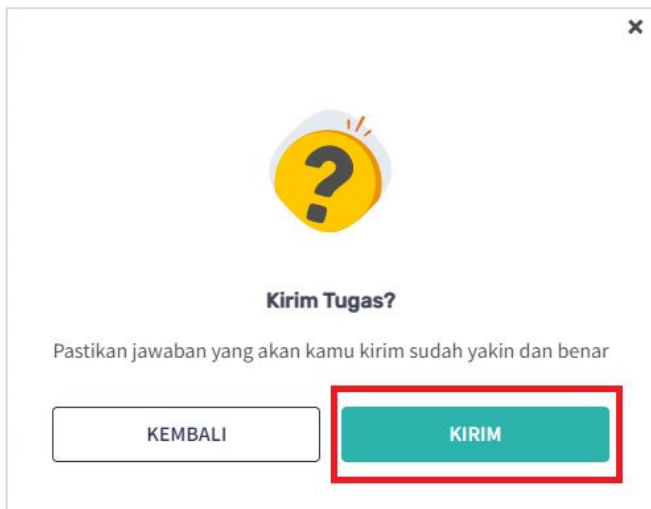 Kirim Tugas?
Pastikan jawaban yang akan kamu kirim sudah yakin dan benar
KEMBALI
KIRIM